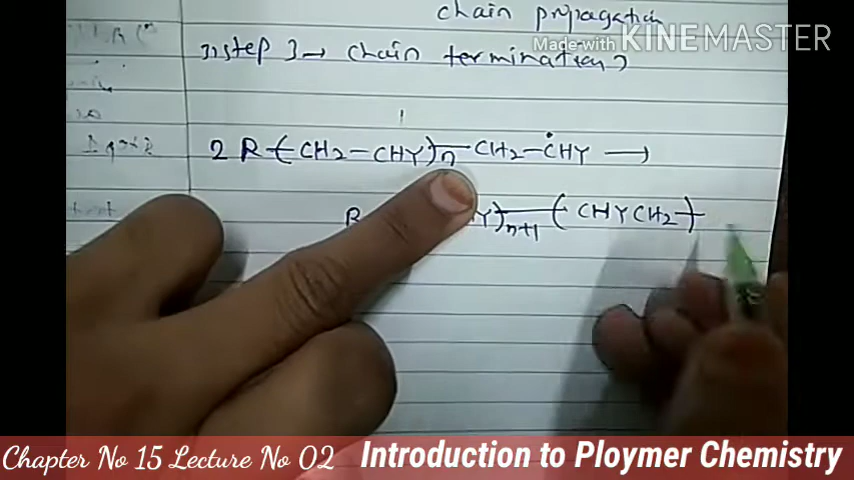 chain propagation
Made with KINEMASTER
3) step 3 → chain termination
2 R-(CH2-CHY)n-CH2-ĊHY →
R Y)n+1-(CHYCH2)-
Chapter No 15 Lecture No 02 Introduction to Ploymer Chemistry